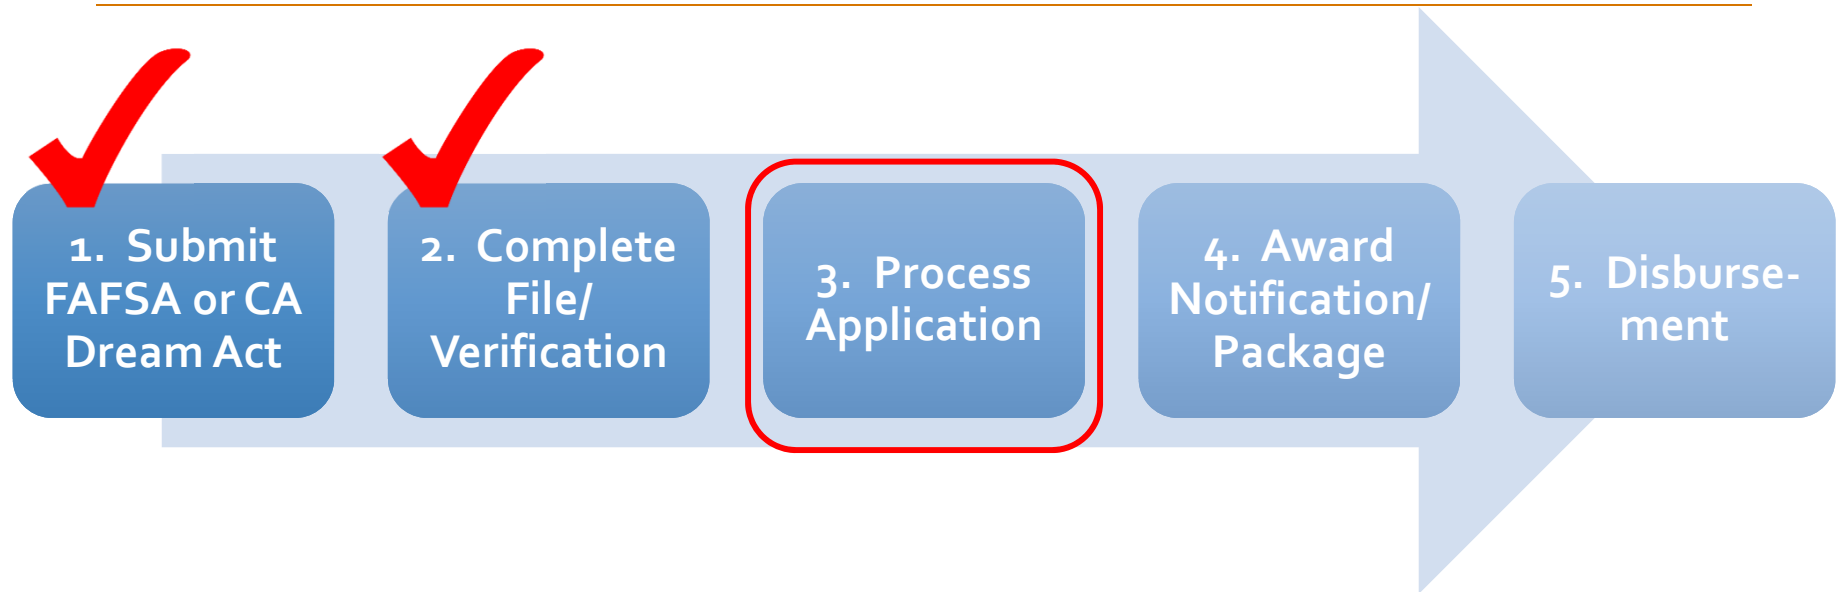 1. Submit
FAFSA or CA
Dream Act
2. Complete
File/
Verification
3. Process
Application
4. Award
Notification/
Package
5. Disburse-
ment